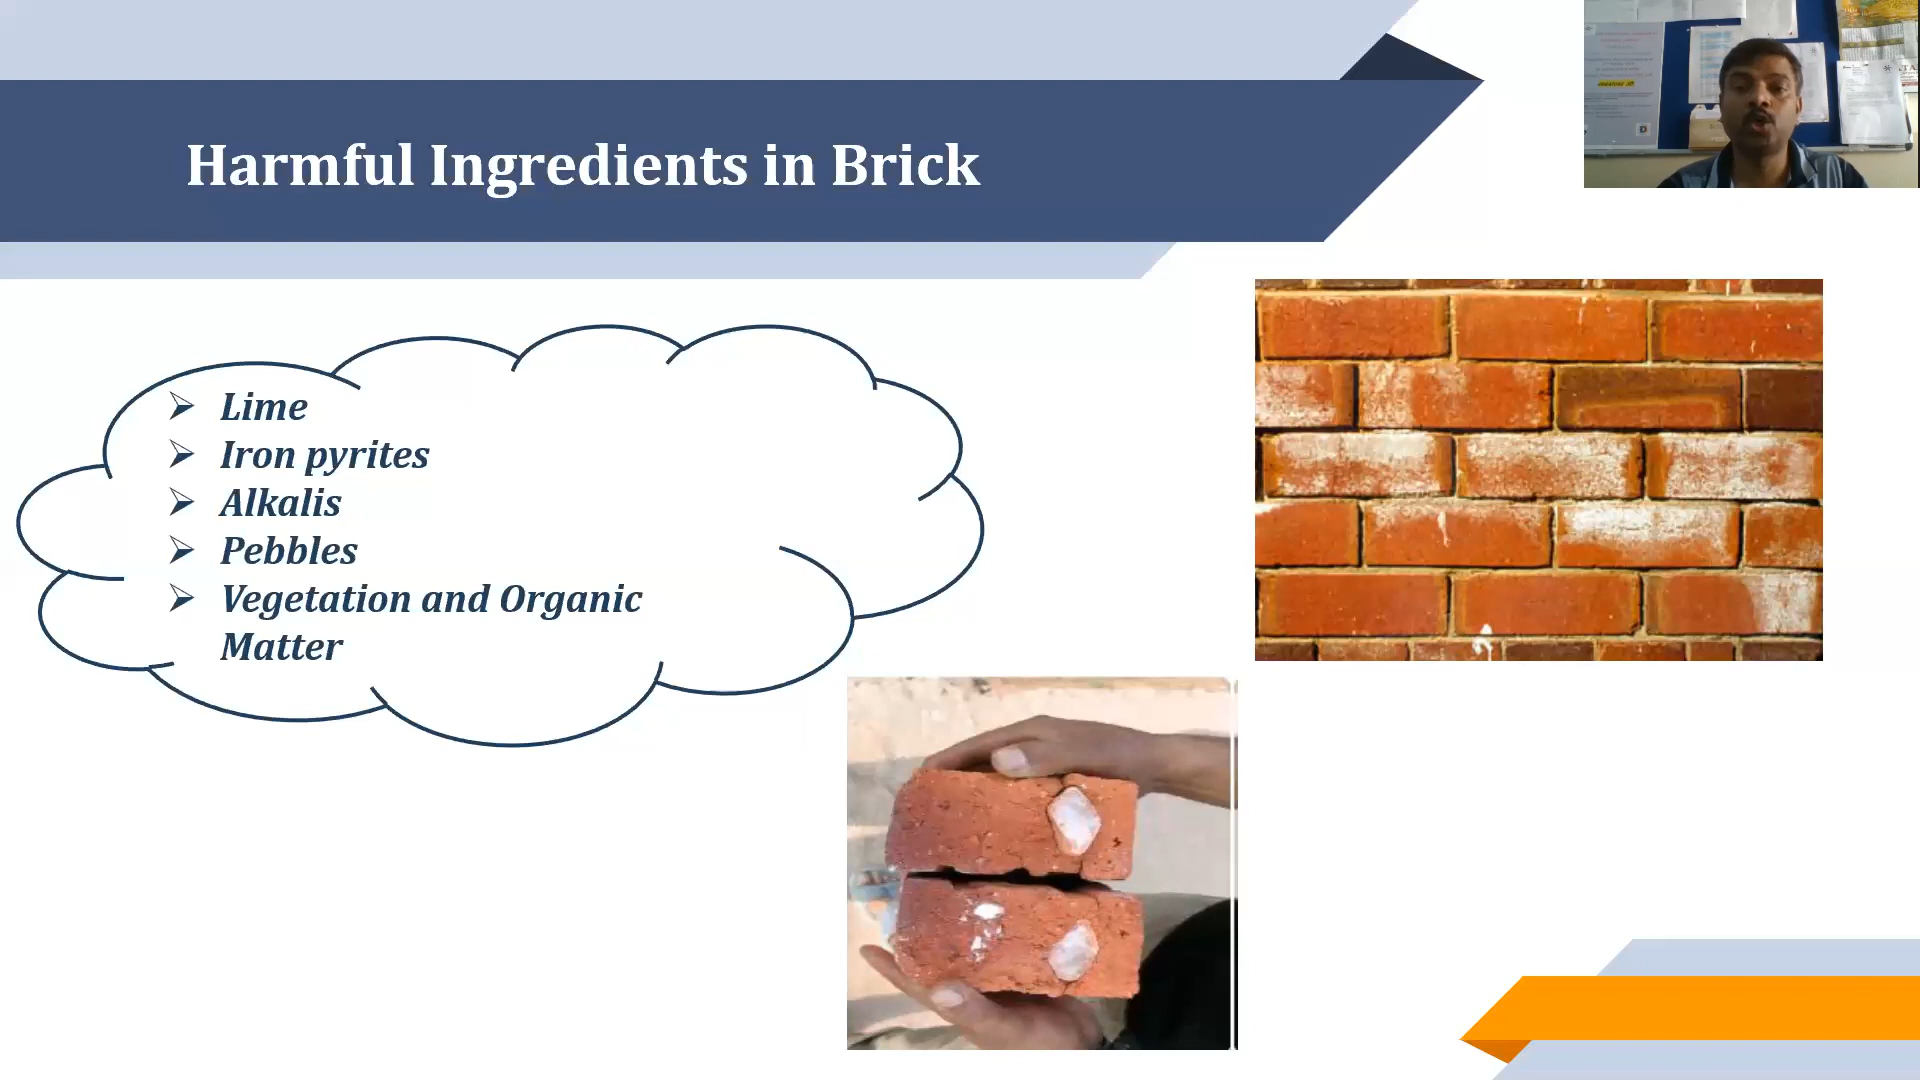 Harmful Ingredients in Brick
➢ Lime
➢ Iron pyrites
➢ Alkalis
➢ Pebbles
➢ Vegetation and Organic
Matter